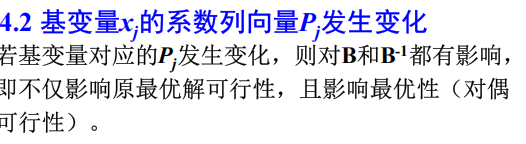 4.2 基变量xj的系数列向量Pj发生变化
若基变量对应的Pj发生变化，则对B和B-1都有影响，
即不仅影响原最优解可行性，且影响最优性（对偶
可行性）。